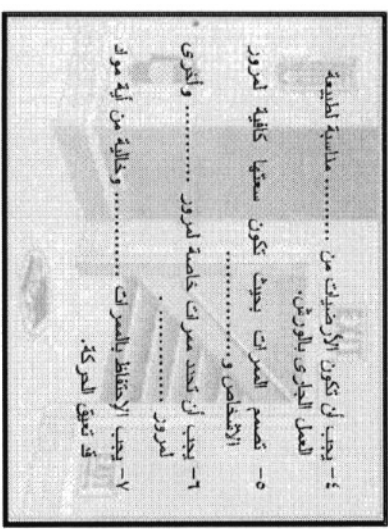 ٤- يجب أن تكون الأرضيات من .......... مناسبة لطبيعة
العمل الجارى بالورش.
٥- تصمم الممرات بحيث تكون سعتها كافية لمرور
الأشخاص و..............
٦- يجب أن تحدد ممرات خاصة لمرور ............ وأخرى
لمرور ............ .
٧- يجب الإحتفاظ بالممرات .......... وخالية من أية مواد
قد تعيق الحركة.
EXIT